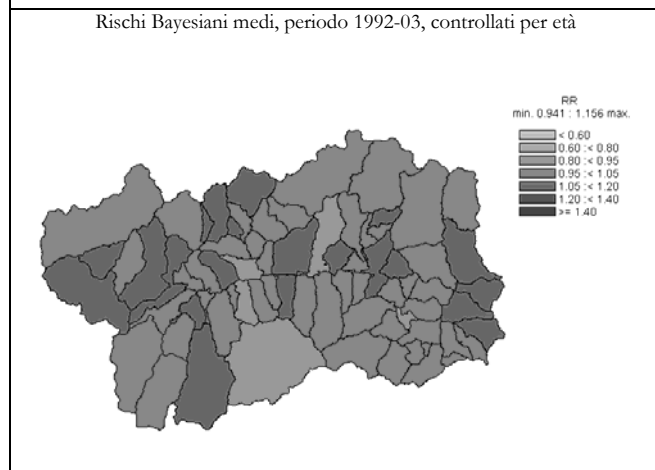 Rischi Bayesiani medi, periodo 1992-03, controllati per età
RR
min. 0.941 : 1.156 max.
< 0.60
0.60 :< 0.80
0.80 :< 0.95
0.95 :< 1.05
1.05 :< 1.20
1.20 :< 1.40
>= 1.40